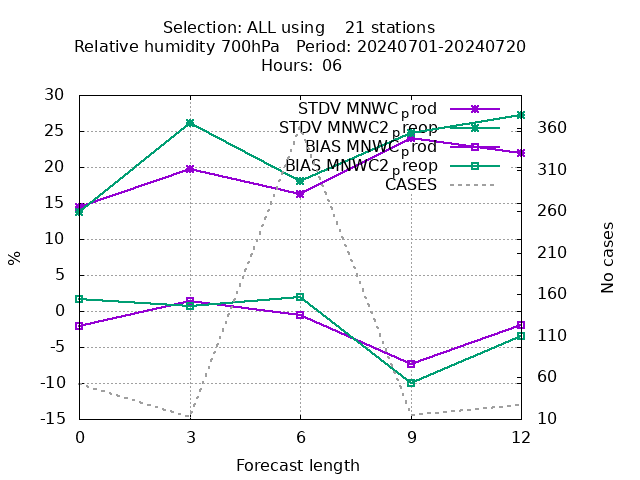 Selection: ALL using    21 stations
Relative humidity 700hPa   Period: 20240701-20240720
Hours: 06
STDV MNWC_prod
STDV MNWC2_preop
BIAS MNWC_prod
BIAS MNWC2_preop
CASES
30
25
20
15
10
5
0
-5
-10
-15
%
360
310
260
210
160
110
60
10
No cases
0 3 6 9 12
Forecast length